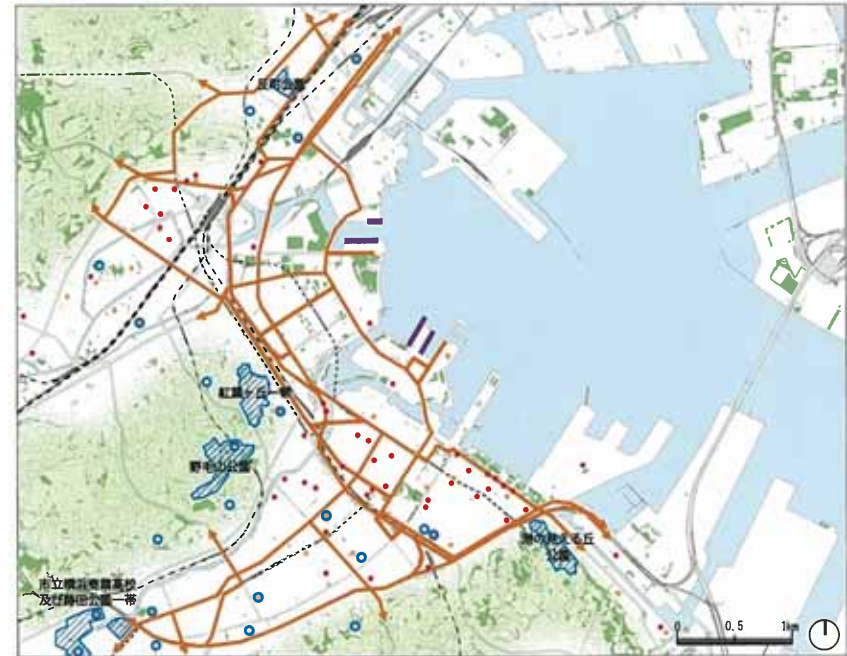 反町公園
紅葉ケ丘一帯
野毛山公園
港の見える丘
公園
市立横浜商業高校
及び蒔田公園一帯
0 0.5 1km